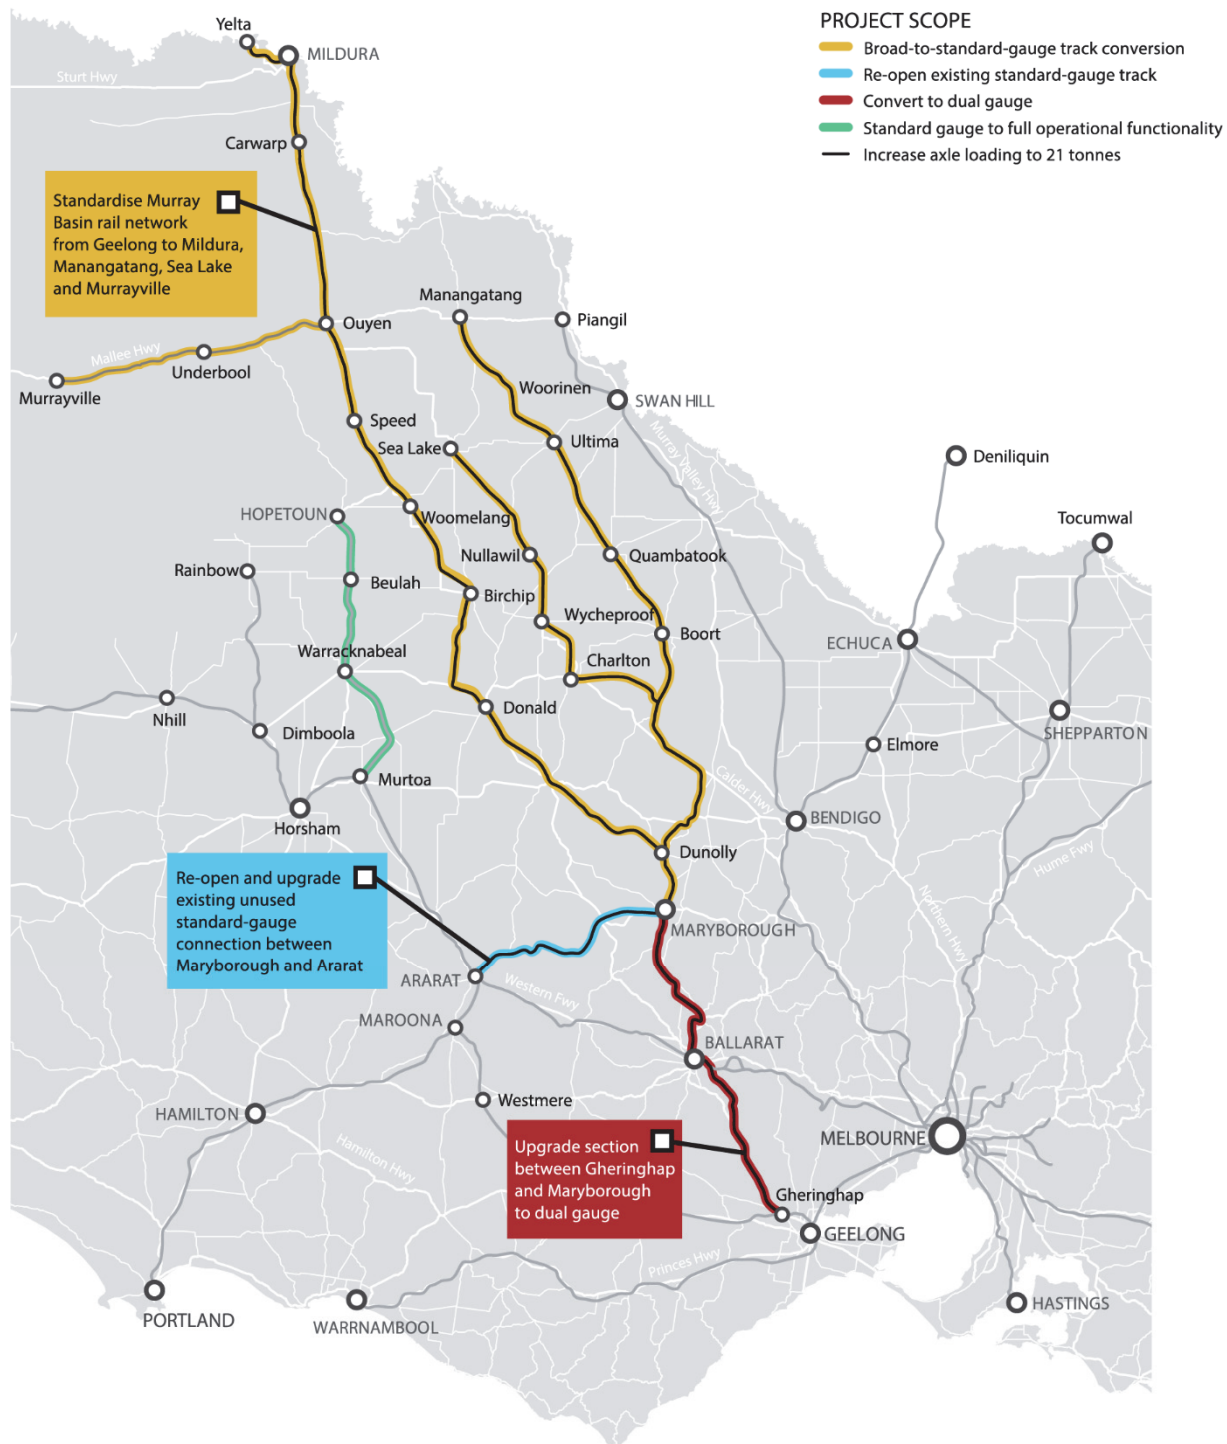 PROJECT SCOPE
Broad-to-standard-gauge track conversion
Re-open existing standard-gauge track
Convert to dual gauge
Standard gauge to full operational functionality
Increase axle loading to 21 tonnes
Yelta
MILDURA
Sturt Hwy
Carwarp
Standardise Murray
Basin rail network
from Geelong to Mildura,
Manangatang, Sea Lake
and Murrayville
Manangatang
Piangil
Ouyen
Mallee Hwy
Underbool
Murrayville
Woorinen
SWAN HILL
Speed
Sea Lake
Ultima
Murray Valley Hwy
Deniliquin
HOPETOUN
Woomelang
Tocumwal
Nullawil
Quambatook
Rainbow
Beulah
Birchip
Wycheproof
Boort
ECHUCA
Warracknabeal
Charlton
Nhill
Donald
Dimboola
SHEPPARTON
Elmore
Murtoa
Calder Hwy
BENDIGO
Horsham
Dunolly
Hume Fwy
Northern Hwy
Re-open and upgrade
existing unused
standard-gauge
connection between
Maryborough and Ararat
MARYBOROUGH
ARARAT
Western Fwy
MAROONA
BALLARAT
Westmere
HAMILTON
MELBOURNE
Hamilton Hwy
Upgrade section
between Gheringhap
and Maryborough
to dual gauge
Gheringhap
GEELONG
Princes Hwy
PORTLAND
WARRNAMBOOL
HASTINGS